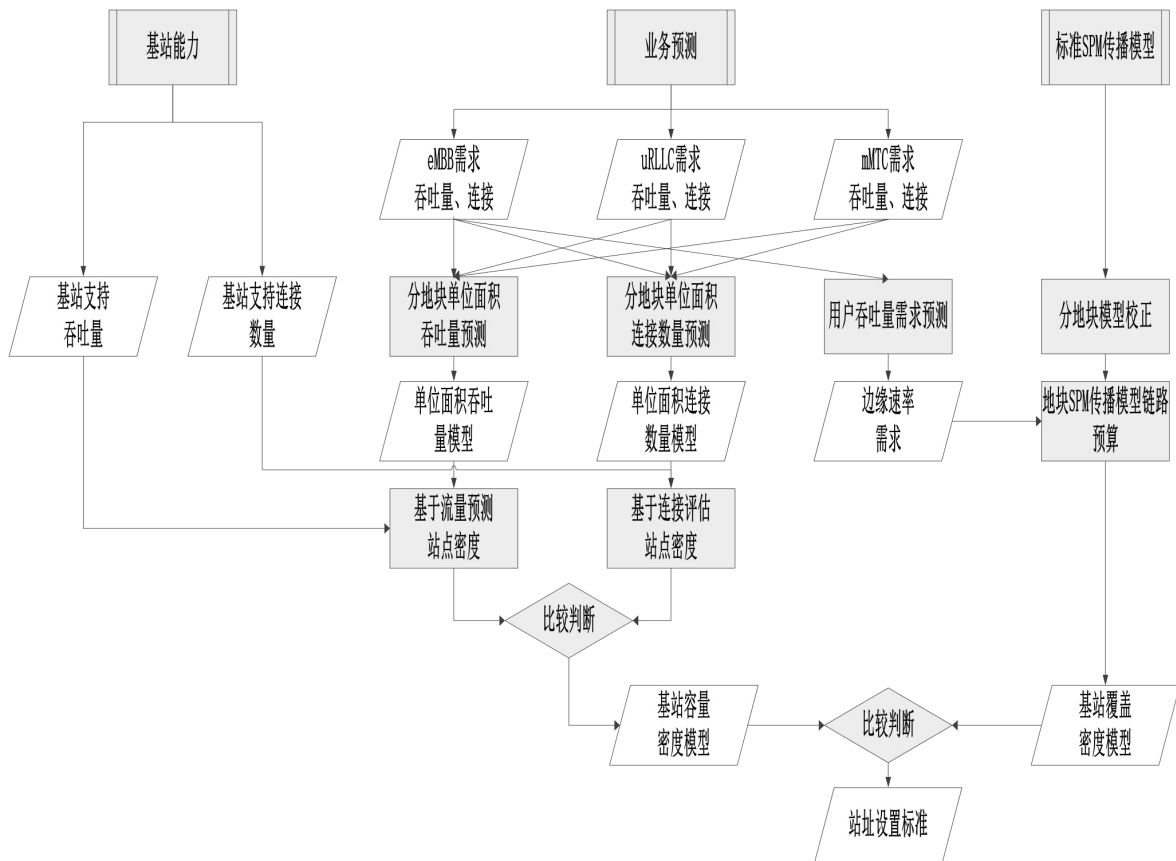 基站能力
业务预测
标准SPM传播模型
eMBB需求
吞吐量、连接
uRLLC需求
吞吐量、连接
mMTC需求
吞吐量、连接
基站支持
吞吐量
基站支持连接
数量
分地块单位面积
吞吐量预测
分地块单位面积
连接数量预测
用户吞吐量需求预测
分地块模型校正
单位面积吞吐
量模型
单位面积连接
数量模型
边缘速率
需求
地块SPM传播模型链路
预算
基于流量预测
站点密度
基于连接评估
站点密度
比较判断
基站容量
密度模型
比较判断
基站覆盖
密度模型
站址设置标准